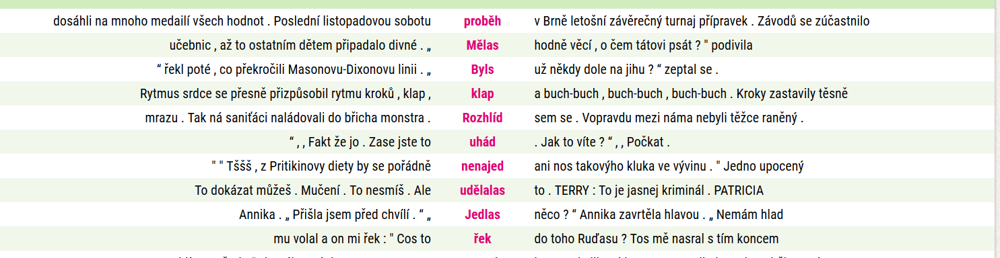 dosáhli na mnoho medailí všech hodnot . Poslední listopadovou sobotu proběh v Brně letošní závěrečný turnaj přípravek . Závodů se zúčastnilo
učebnic , až to ostatním dětem připadalo divné . „ Mělas hodně věcí , o čem tátovi psát ? " podivila
“ řekl poté , co překročili Masonovu-Dixonovu linii . „ Byls už někdy dole na jihu ? “ zeptal se .
Rytmus srdce se přesně přizpůsobil rytmu kroků , klap , klap a buch-buch , buch-buch , buch-buch . Kroky zastavily těsně
mrazu . Tak ná saniťáci naládovali do břicha monstra . Rozhlíd sem se . Vopravdu mezi náma nebyli těžce raněný .
“ , , Fakt že jo . Zase jste to uhád . Jak to víte ? “ , , Počkat .
" " Tššš , z Pritikinovy diety by se pořádně nenajed ani nos takovýho kluka ve vývinu . " Jedno upocený
To dokázat můžeš . Mučení . To nesmíš . Ale udělalas to . TERRY : To je jasnej kriminál . PATRICIA
Annika . „ Přišla jsem před chvílí . “ „ Jedlas něco ? “ Annika zavrtěla hlavou . „ Nemám hlad
mu volal a on mi řek : " Cos to řek do toho Ruďasu ? Tos mě nasral s tím koncem